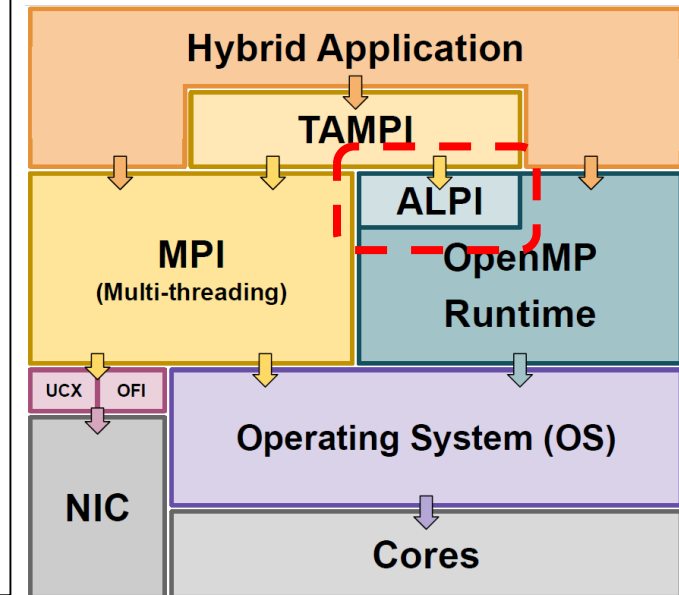 Hybrid Application
TAMPI
ALPI
MPI
(Multi-threading)
OpenMP
Runtime
UCX
OFI
Operating System (OS)
NIC
Cores